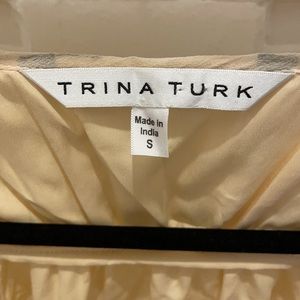 TRINA TURK
Made in
India
S